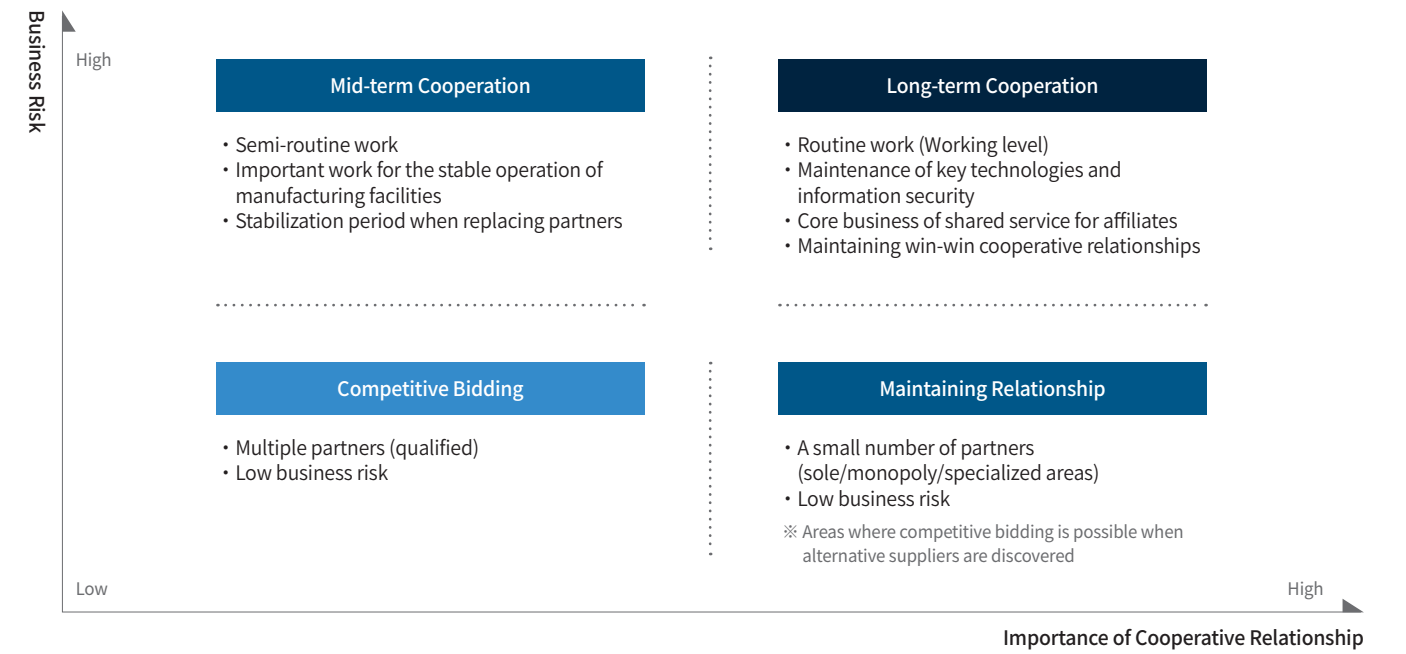 Business Risk
High
Mid-term Cooperation
・Semi-routine work
・Important work for the stable operation of
manufacturing facilities
・Stabilization period when replacing partners
Long-term Cooperation
・Routine work (Working level)
・Maintenance of key technologies and
information security
・Core business of shared service for affiliates
・Maintaining win-win cooperative relationships
Competitive Bidding
・Multiple partners (qualified)
・Low business risk
Maintaining Relationship
・A small number of partners
(sole/monopoly/specialized areas)
・Low business risk
※ Areas where competitive bidding is possible when
alternative suppliers are discovered
Low
High
Importance of Cooperative Relationship